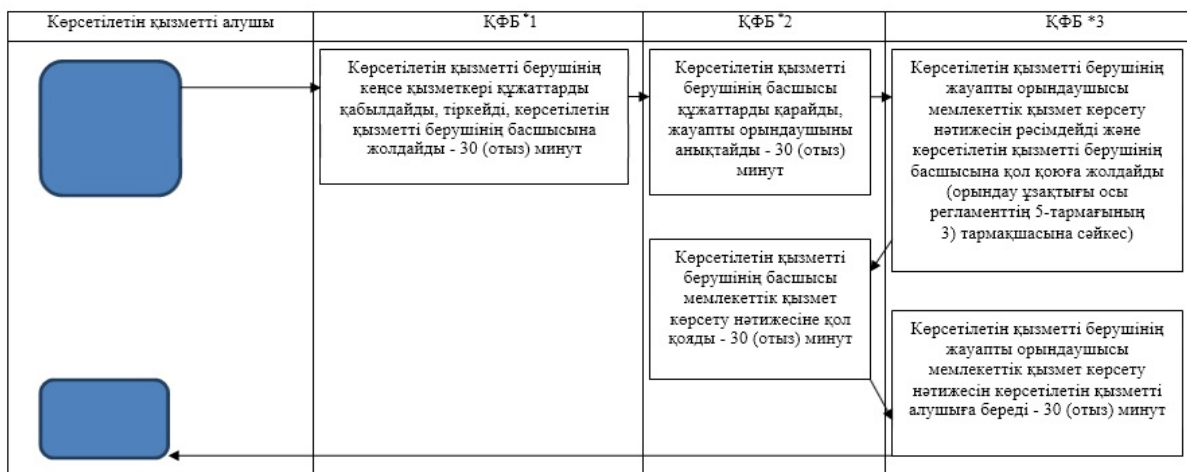 Көрсетілетін қызметті алушы
ҚФБ *1
ҚФБ *2
ҚФБ *3
Көрсетілетін қызметті берушінің
кеңсе қызметкері құжаттарды
қабылдайды, тіркейді, көрсетілетін
қызметті берушінің басшысына
жолдайды - 30 (отыз) минут
Көрсетілетін қызметті
берушінің басшысы
құжаттарды қарайды,
жауапты орындаушыны
анықтайды - 30 (отыз)
минут
Көрсетілетін қызметті берушінің
жауапты орындаушысы
мемлекеттік қызмет көрсету
нәтижесін рәсімдейді және
көрсетілетін қызметті берушінің
басшысына қол қоюға жолдайды
(орындау ұзақтығы осы
регламенттің 5-тармағының
3) тармақшасына сәйкес)
Көрсетілетін қызметті
берушінің басшысы
мемлекеттік қызмет
көрсету нәтижесіне қол
қояды - 30 (отыз) минут
Көрсетілетін қызметті берушінің
жауапты орындаушысы
мемлекеттік қызмет көрсету
нәтижесін көрсетілетін қызметті
алушыға береді - 30 (отыз) минут